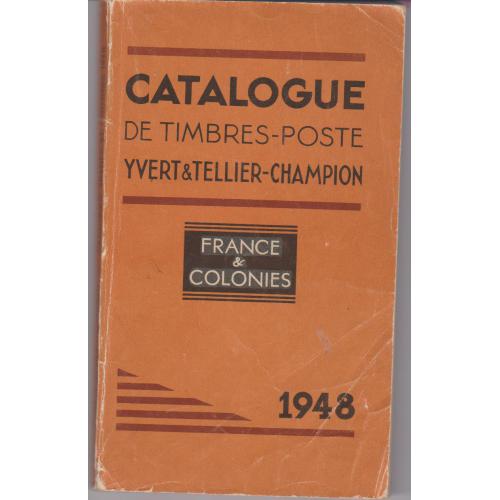 CATALOGUE
DE TIMBRES-POSTE
YVERT&TELLIER-CHAMPION
FRANCE
&
COLONIES
1948